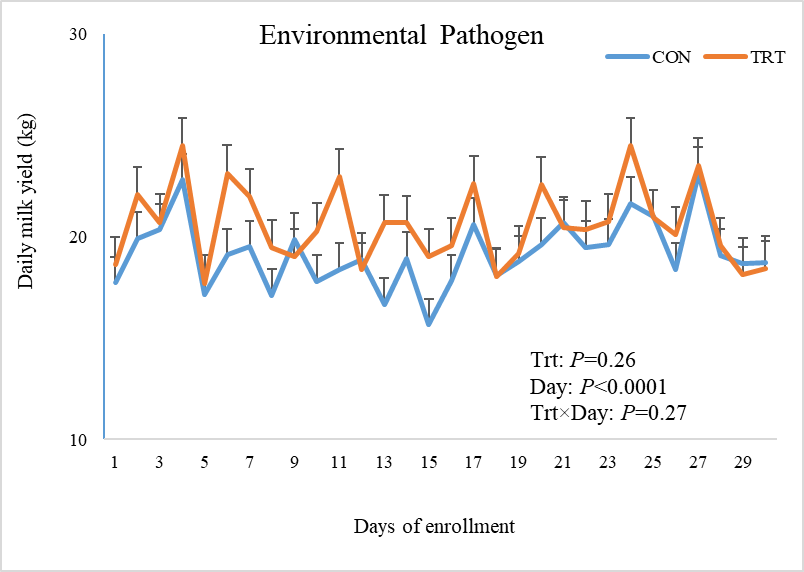 Environmental Pathogen
CON TRT
Daily milk yield (kg)
30
20
10
Trt: P=0.26
Day: P<0.0001
Trt×Day: P=0.27
1 3 5 7 9 11 13 15 17 19 21 23 25 27 29
Days of enrollment